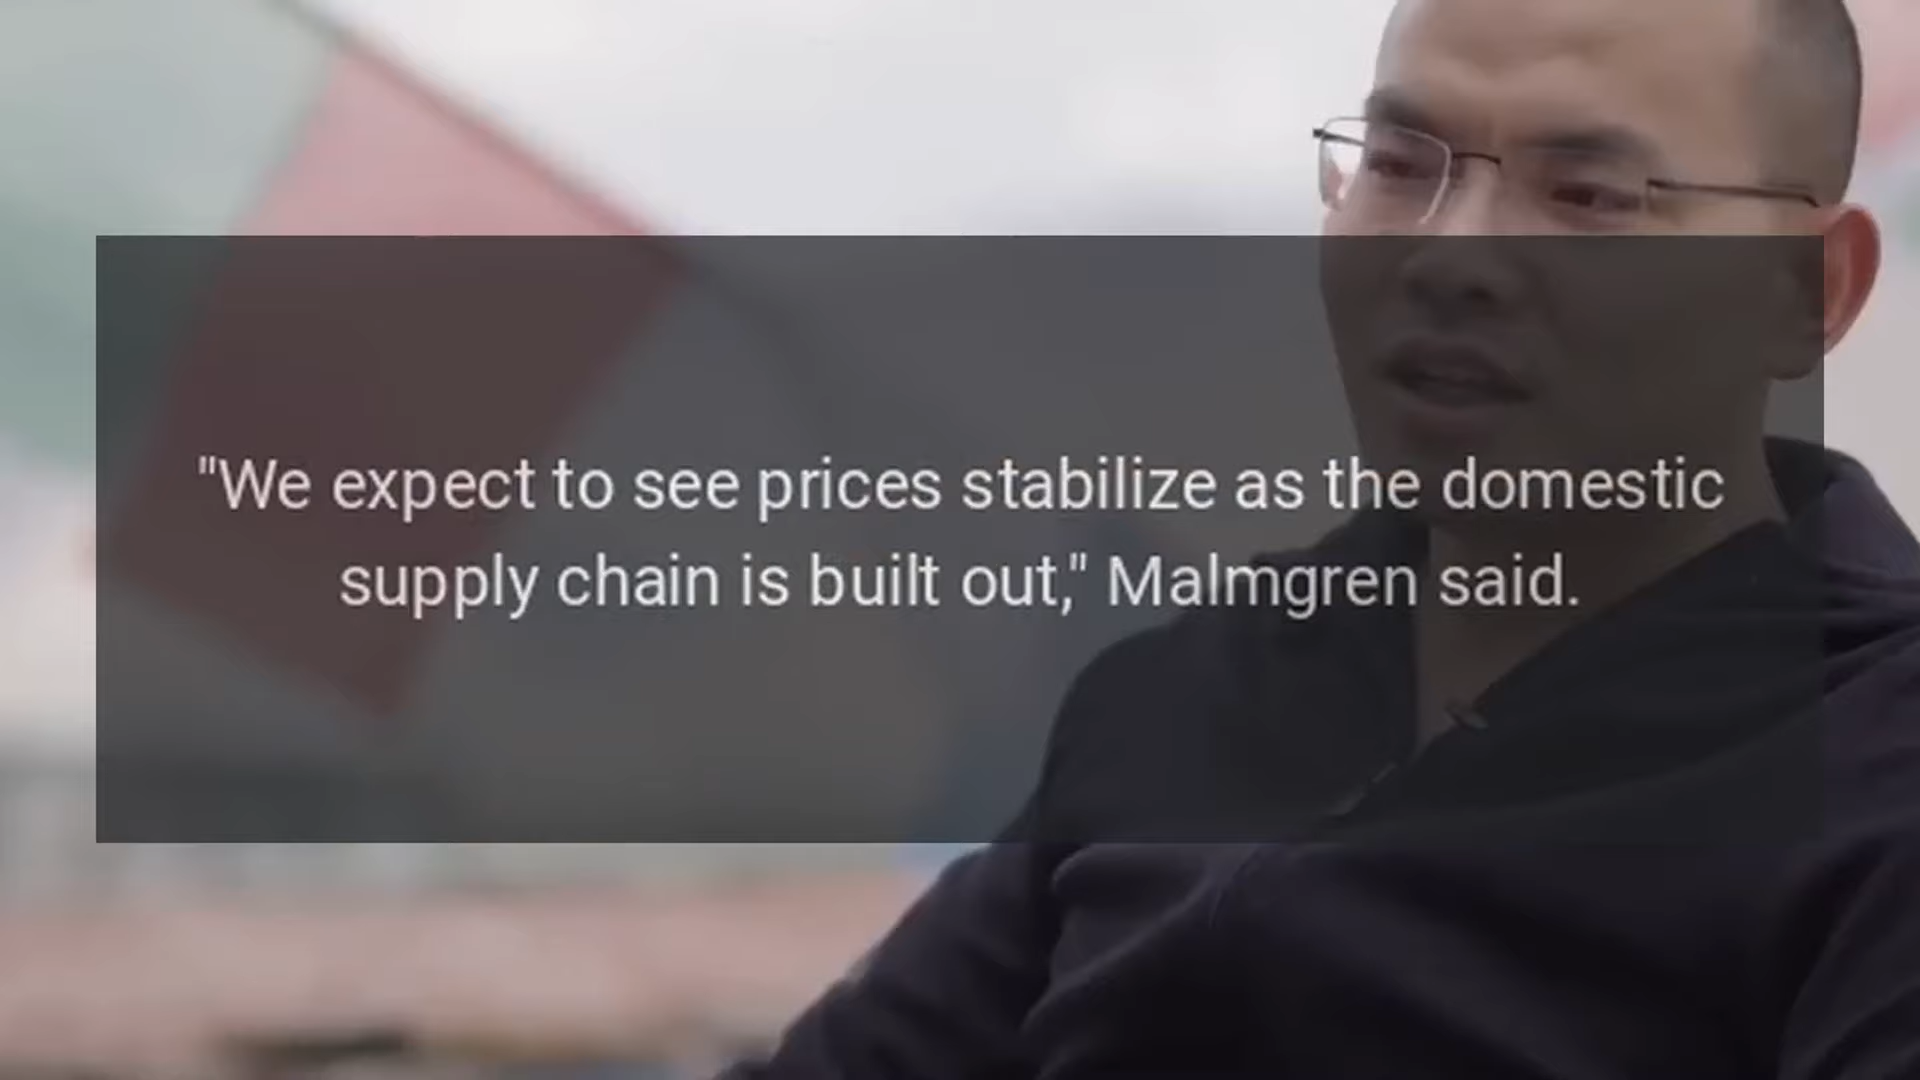 "We expect to see prices stabilize as the domestic
supply chain is built out," Malmgren said.